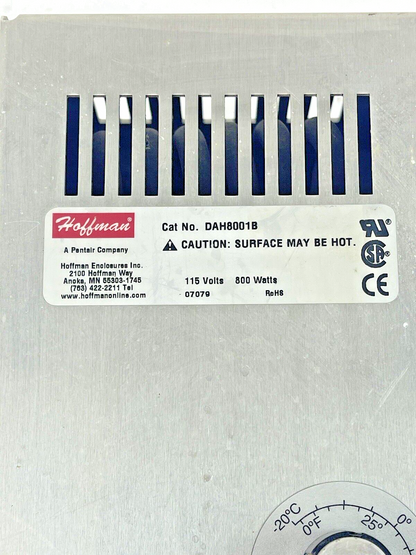 Hoffman®
A Pentair Company
Hoffman Enclosures Inc.
2100 Hoffman Way
Anoka, MN 55303-1745
(763) 422-2211 Tel
www.hoffmanonline.com
Cat No. DAH8001B
CAUTION: SURFACE MAY BE HOT.
115 Volts 800 Watts
07079 RoHS
UR
SA®
CE
-20°C 0°
0°F 25°